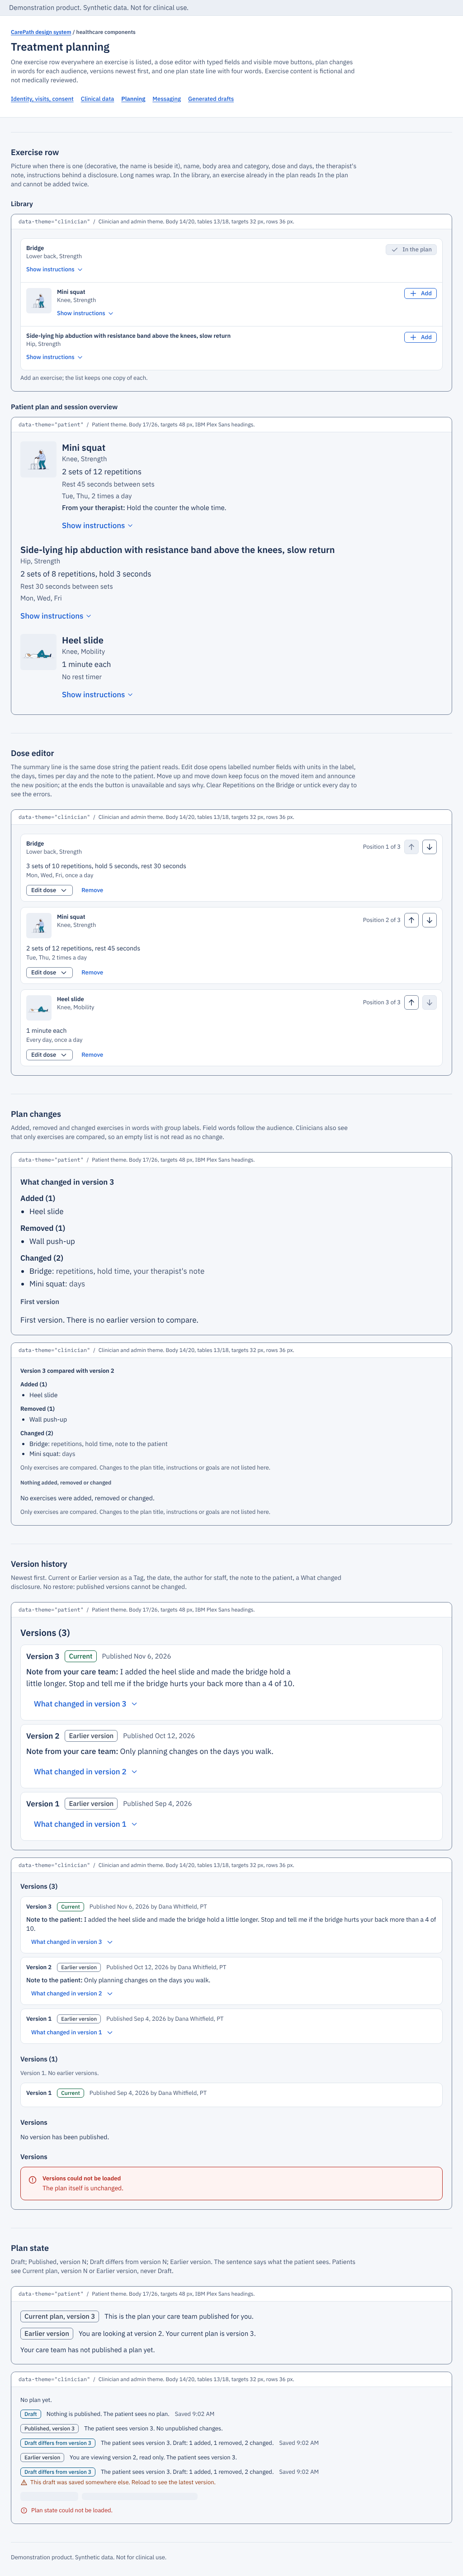 Demonstration product. Synthetic data. Not for clinical use.
CarePath design system / healthcare components
Treatment planning
One exercise row everywhere an exercise is listed, a dose editor with typed fields and visible move buttons, plan changes
in words for each audience, versions newest first, and one plan state line with four words. Exercise content is fictional and
not medically reviewed.
Identity, visits, consent Clinical data Planning Messaging Generated drafts
Exercise row
Picture when there is one (decorative, the name is beside it), name, body area and category, dose and days, the therapist's
note, instructions behind a disclosure. Long names wrap. In the library, an exercise already in the plan reads In the plan
and cannot be added twice.
Library
data-theme="clinician" / Clinician and admin theme. Body 14/20, tables 13/18, targets 32 px, rows 36 px.
Bridge
Lower back, Strength
In the plan
Show instructions
Mini squat
Knee, Strength
Add
Show instructions
Side-lying hip abduction with resistance band above the knees, slow return
Hip, Strength
Add
Show instructions
Add an exercise; the list keeps one copy of each.
Patient plan and session overview
data-theme="patient" / Patient theme. Body 17/26, targets 48 px, IBM Plex Sans headings.
Mini squat
Knee, Strength
2 sets of 12 repetitions
Rest 45 seconds between sets
Tue, Thu, 2 times a day
From your therapist: Hold the counter the whole time.
Show instructions
Side-lying hip abduction with resistance band above the knees, slow return
Hip, Strength
2 sets of 8 repetitions, hold 3 seconds
Rest 30 seconds between sets
Mon, Wed, Fri
Show instructions
Heel slide
Knee, Mobility
1 minute each
No rest timer
Show instructions
Dose editor
The summary line is the same dose string the patient reads. Edit dose opens labelled number fields with units in the label,
the days, times per day and the note to the patient. Move up and move down keep focus on the moved item and announce
the new position; at the ends the button is unavailable and says why. Clear Repetitions on the Bridge or untick every day to
see the errors.
data-theme="clinician" / Clinician and admin theme. Body 14/20, tables 13/18, targets 32 px, rows 36 px.
Bridge
Lower back, Strength
Position 1 of 3
3 sets of 10 repetitions, hold 5 seconds, rest 30 seconds
Mon, Wed, Fri, once a day
Edit dose Remove
Mini squat
Knee, Strength
Position 2 of 3
2 sets of 12 repetitions, rest 45 seconds
Tue, Thu, 2 times a day
Edit dose Remove
Heel slide
Knee, Mobility
Position 3 of 3
1 minute each
Every day, once a day
Edit dose Remove
Plan changes
Added, removed and changed exercises in words with group labels. Field words follow the audience. Clinicians also see
that only exercises are compared, so an empty list is not read as no change.
data-theme="patient" / Patient theme. Body 17/26, targets 48 px, IBM Plex Sans headings.
What changed in version 3
Added (1)
Heel slide
Removed (1)
Wall push-up
Changed (2)
Bridge: repetitions, hold time, your therapist's note
Mini squat: days
First version
First version. There is no earlier version to compare.
data-theme="clinician" / Clinician and admin theme. Body 14/20, tables 13/18, targets 32 px, rows 36 px.
Version 3 compared with version 2
Added (1)
Heel slide
Removed (1)
Wall push-up
Changed (2)
Bridge: repetitions, hold time, note to the patient
Mini squat: days
Only exercises are compared. Changes to the plan title, instructions or goals are not listed here.
Nothing added, removed or changed
No exercises were added, removed or changed.
Only exercises are compared. Changes to the plan title, instructions or goals are not listed here.
Version history
Newest first. Current or Earlier version as a Tag, the date, the author for staff, the note to the patient, a What changed
disclosure. No restore: published versions cannot be changed.
data-theme="patient" / Patient theme. Body 17/26, targets 48 px, IBM Plex Sans headings.
Versions (3)
Version 3 Current Published Nov 6, 2026
Note from your care team: I added the heel slide and made the bridge hold a
little longer. Stop and tell me if the bridge hurts your back more than a 4 of 10.
What changed in version 3
Version 2 Earlier version Published Oct 12, 2026
Note from your care team: Only planning changes on the days you walk.
What changed in version 2
Version 1 Earlier version Published Sep 4, 2026
What changed in version 1
data-theme="clinician" / Clinician and admin theme. Body 14/20, tables 13/18, targets 32 px, rows 36 px.
Versions (3)
Version 3 Current Published Nov 6, 2026 by Dana Whitfield, PT
Note to the patient: I added the heel slide and made the bridge hold a little longer. Stop and tell me if the bridge hurts your back more than a 4 of
10.
What changed in version 3
Version 2 Earlier version Published Oct 12, 2026 by Dana Whitfield, PT
Note to the patient: Only planning changes on the days you walk.
What changed in version 2
Version 1 Earlier version Published Sep 4, 2026 by Dana Whitfield, PT
What changed in version 1
Versions (1)
Version 1. No earlier versions.
Version 1 Current Published Sep 4, 2026 by Dana Whitfield, PT
Versions
No version has been published.
Versions
Versions could not be loaded
The plan itself is unchanged.
Plan state
Draft; Published, version N; Draft differs from version N; Earlier version. The sentence says what the patient sees. Patients
see Current plan, version N or Earlier version, never Draft.
data-theme="patient" / Patient theme. Body 17/26, targets 48 px, IBM Plex Sans headings.
Current plan, version 3 This is the plan your care team published for you.
Earlier version You are looking at version 2. Your current plan is version 3.
Your care team has not published a plan yet.
data-theme="clinician" / Clinician and admin theme. Body 14/20, tables 13/18, targets 32 px, rows 36 px.
No plan yet.
Draft Nothing is published. The patient sees no plan. Saved 9:02 AM
Published, version 3 The patient sees version 3. No unpublished changes.
Draft differs from version 3 The patient sees version 3. Draft: 1 added, 1 removed, 2 changed. Saved 9:02 AM
Earlier version You are viewing version 2, read only. The patient sees version 3.
Draft differs from version 3 The patient sees version 3. Draft: 1 added, 1 removed, 2 changed. Saved 9:02 AM
This draft was saved somewhere else. Reload to see the latest version.
Plan state could not be loaded.
Demonstration product. Synthetic data. Not for clinical use.